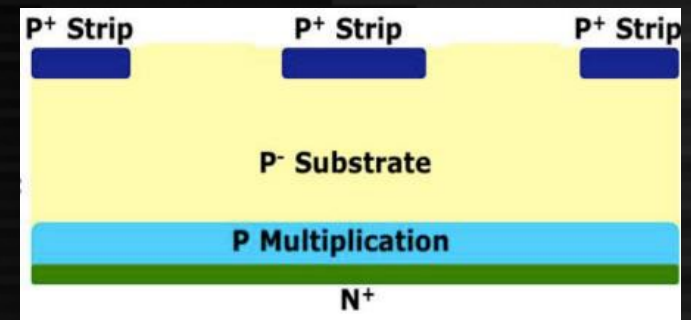 P⁺ Strip P⁺ Strip P⁺ Strip
P⁻ Substrate
P Multiplication
N⁺